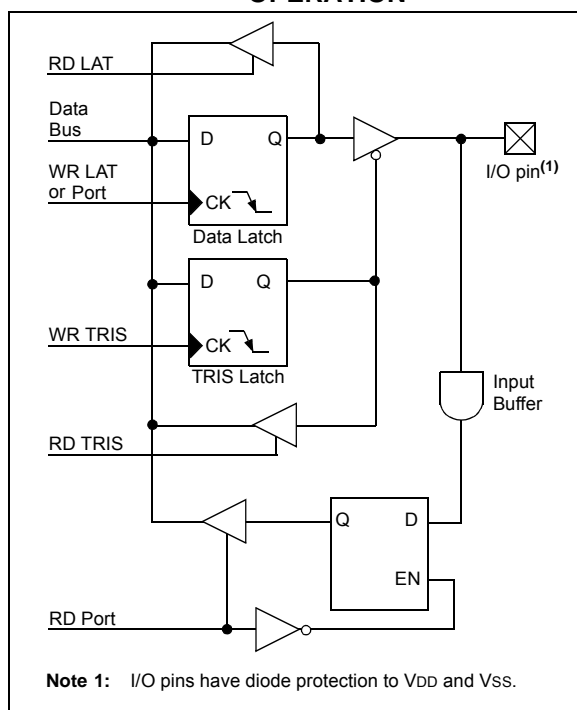 OPERATION
RD LAT
Data
Bus
D Q
WR LAT
or Port
CK
Data Latch
I/O pin(1)
D Q
WR TRIS
CK
TRIS Latch
Input
Buffer
RD TRIS
Q D
EN
RD Port
Note 1: I/O pins have diode protection to VDD and VSS.